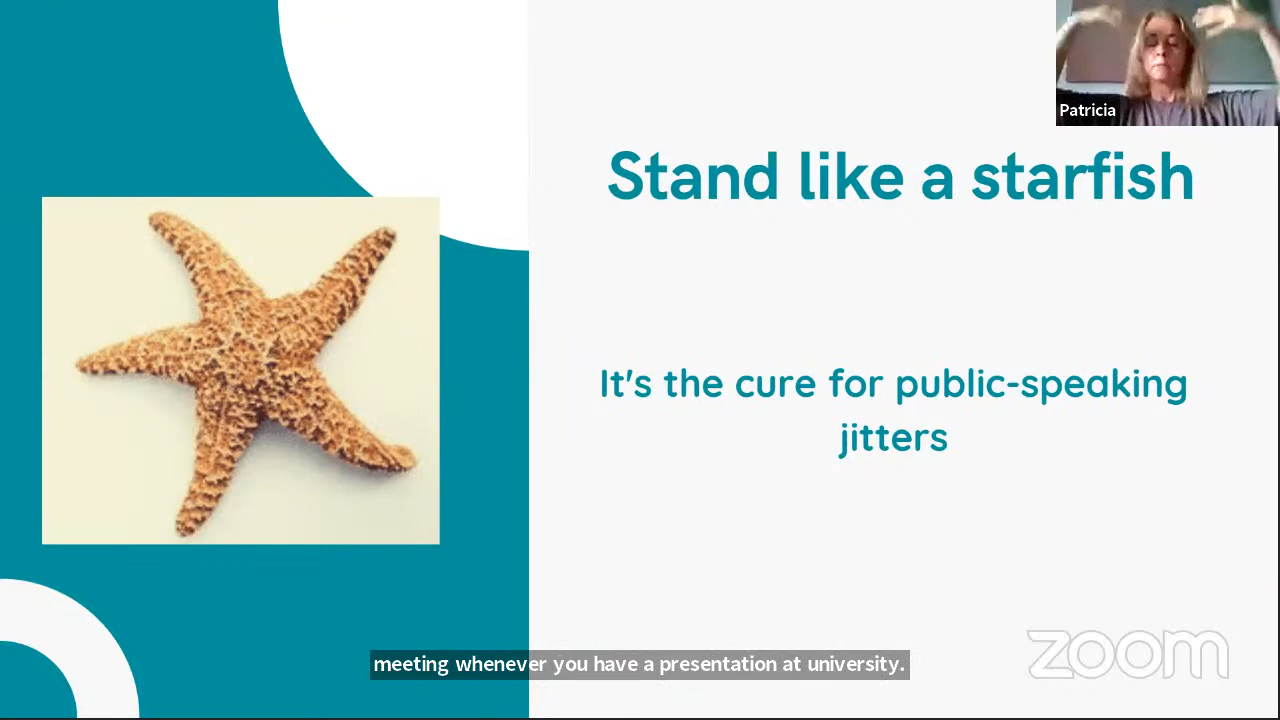 Patricia
Stand like a starfish
It's the cure for public-speaking
jitters
meeting whenever you have a presentation at university.
zoom